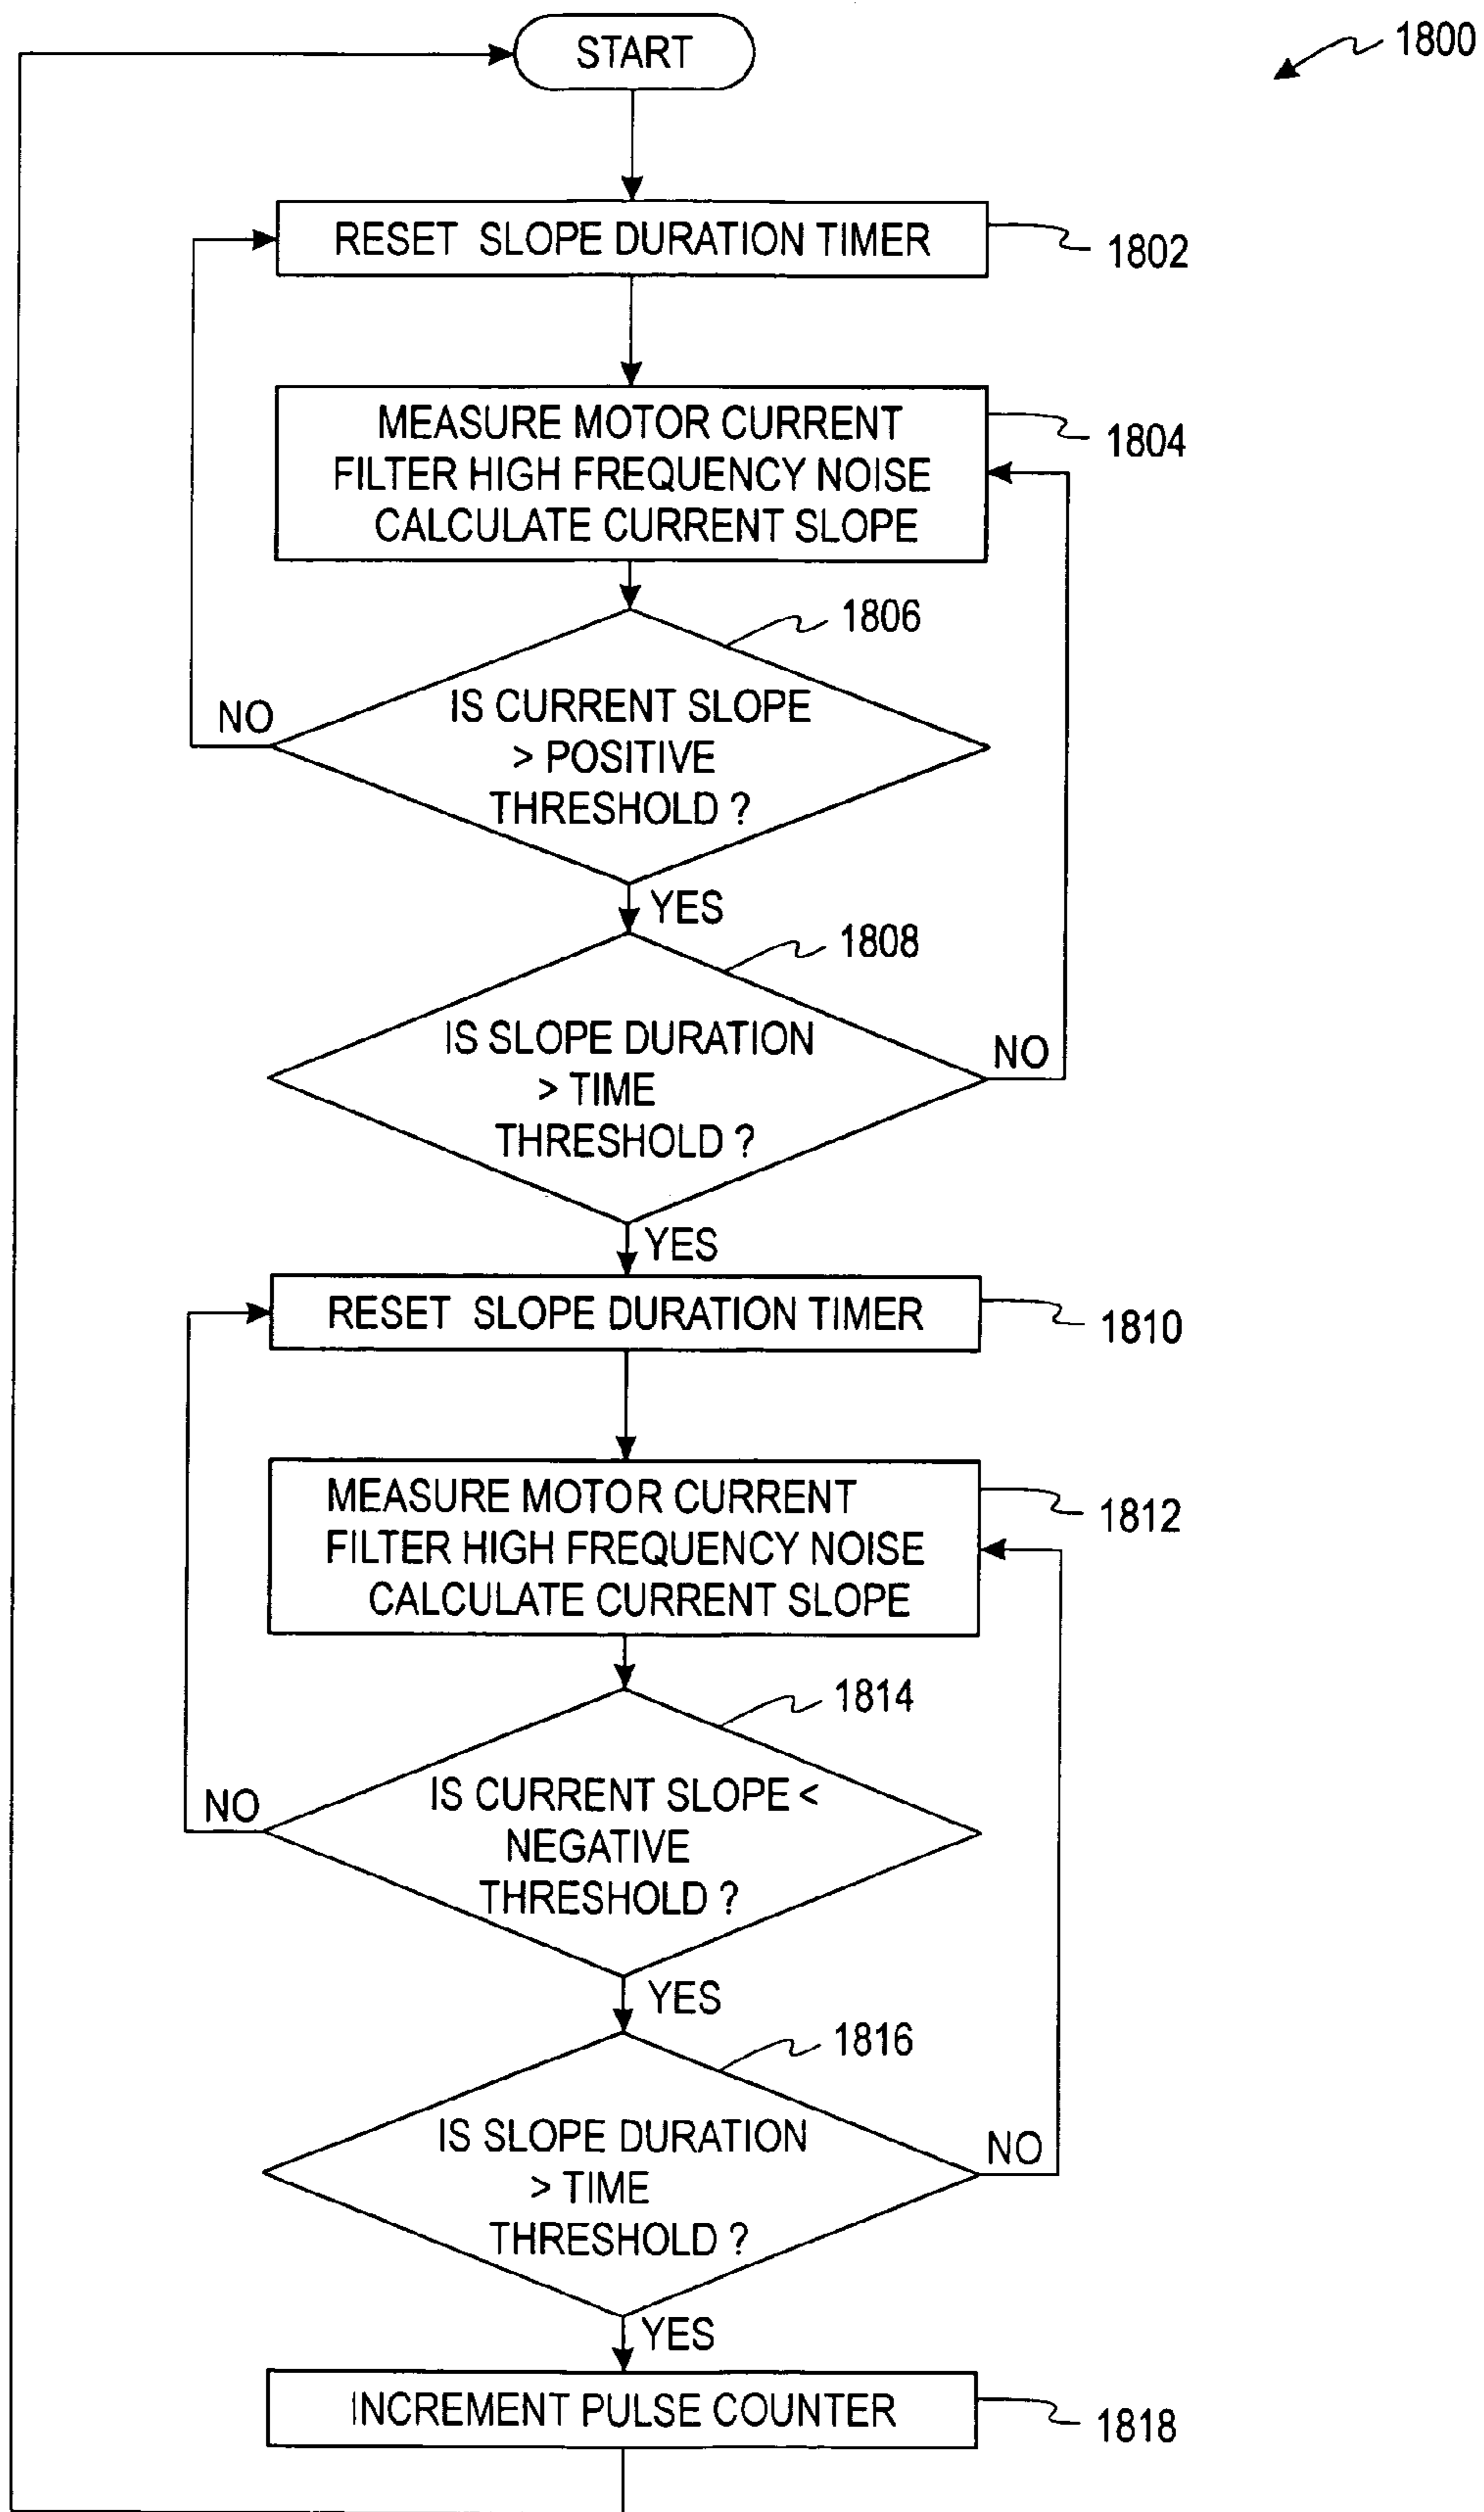 START
1800
RESET SLOPE DURATION TIMER
1802
MEASURE MOTOR CURRENT
FILTER HIGH FREQUENCY NOISE
CALCULATE CURRENT SLOPE
1804
1806
IS CURRENT SLOPE
> POSITIVE
THRESHOLD ?
NO
YES
1808
IS SLOPE DURATION
> TIME
THRESHOLD ?
NO
YES
RESET SLOPE DURATION TIMER
1810
MEASURE MOTOR CURRENT
FILTER HIGH FREQUENCY NOISE
CALCULATE CURRENT SLOPE
1812
1814
IS CURRENT SLOPE <
NEGATIVE
THRESHOLD ?
NO
YES
1816
IS SLOPE DURATION
> TIME
THRESHOLD ?
NO
YES
INCREMENT PULSE COUNTER
1818